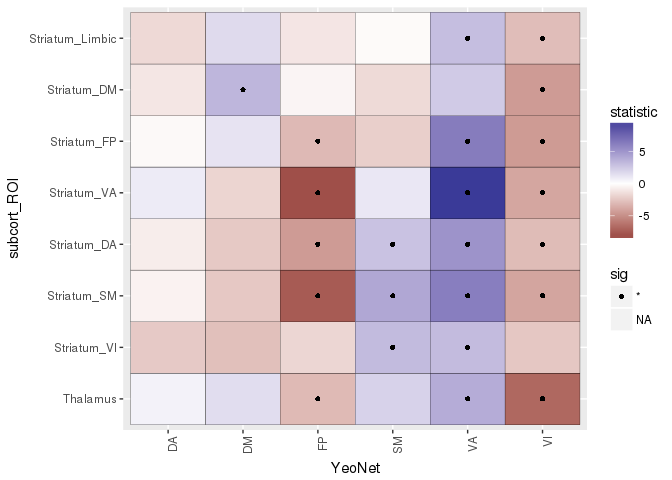 Striatum_Limbic
Striatum_DM
Striatum_FP
Striatum_VA
Striatum_DA
Striatum_SM
Striatum_VI
Thalamus
subcort_ROI
DA DM FP SM VA VI
YeoNet
statistic
5
0
-5
sig
*
NA